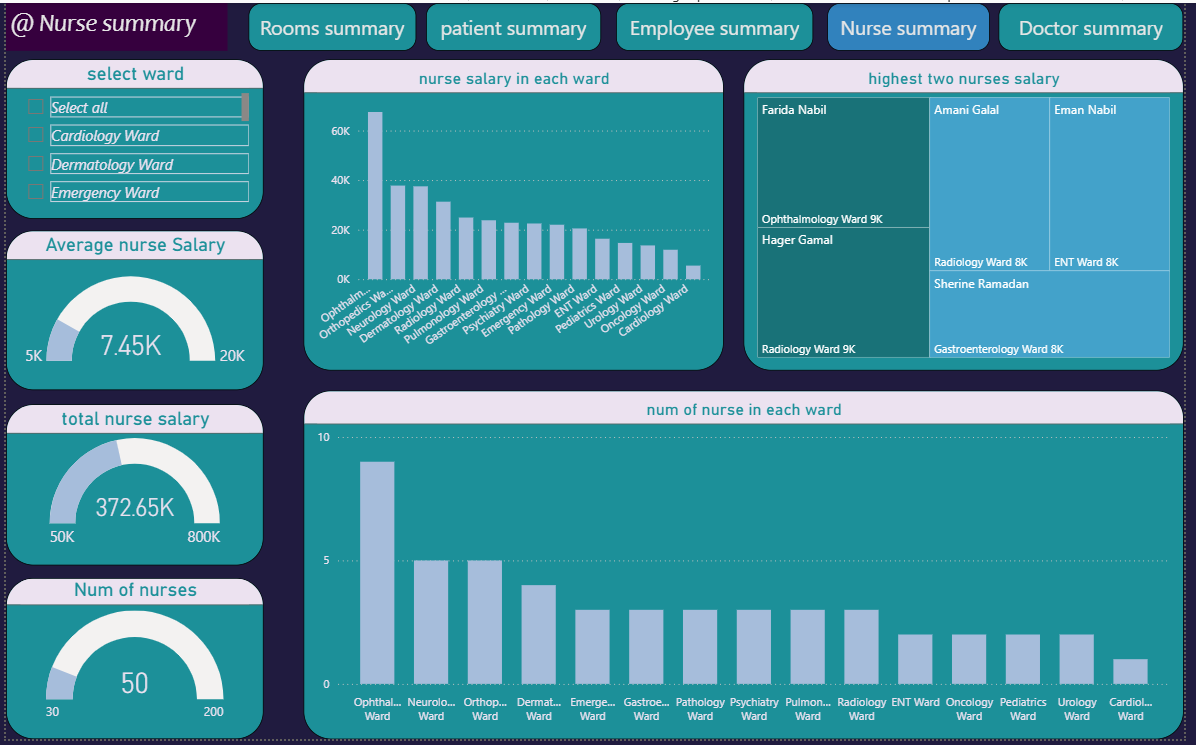 @ Nurse summary
Rooms summary
patient summary
Employee summary
Nurse summary
Doctor summary
select ward
Select all
Cardiology Ward
Dermatology Ward
Emergency Ward
Average nurse Salary
7.45K
5K
20K
total nurse salary
372.65K
50K
800K
Num of nurses
50
30
200
nurse salary in each ward
60K
40K
20K
0K
Ophthalm...
Orthopedics Wa...
Neurology Ward
Dermatology Ward
Radiology Ward
Pulmonology Ward
Gastroenterology ...
Psychiatry Ward
Emergency Ward
Pathology Ward
ENT Ward
Pediatrics Ward
Urology Ward
Oncology Ward
Cardiology Ward
highest two nurses salary
Farida Nabil
Ophthalmology Ward 9K
Hager Gamal
Radiology Ward 9K
Amani Galal
Radiology Ward 8K
Eman Nabil
ENT Ward 8K
Sherine Ramadan
Gastroenterology Ward 8K
num of nurse in each ward
10
5
0
Ophthal...
Ward
Neurolo...
Ward
Orthop...
Ward
Dermat...
Ward
Emerge...
Ward
Gastroe...
Ward
Pathology
Ward
Psychiatry
Ward
Pulmon...
Ward
Radiology
Ward
ENT Ward
Oncology
Ward
Pediatrics
Ward
Urology
Ward
Cardiol...
Ward